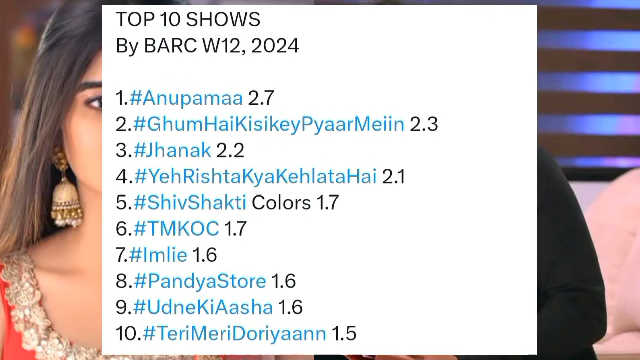 TOP 10 SHOWS
By BARC W12, 2024
1.#Anupamaa 2.7
2.#GhumHaiKisikeyPyaarMeiin 2.3
3.#Jhanak 2.2
4.#YehRishtaKyaKehlataHai 2.1
5.#ShivShakti Colors 1.7
6.#TMKOC 1.7
7.#Imlie 1.6
8.#PandyaStore 1.6
9.#UdneKiAasha 1.6
10.#TeriMeriDoriyaann 1.5